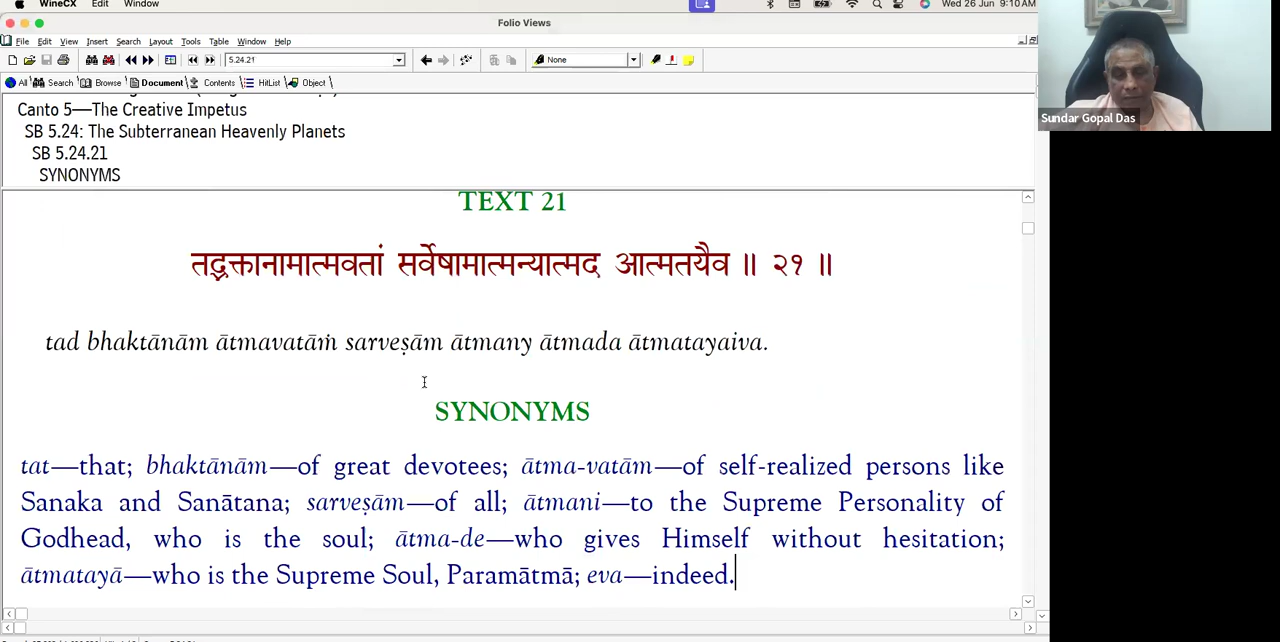 WineCX Edit Window Wed 26 Jun 9:10 AM
Folio Views
File Edit View Insert Search Layout Tools Table Window Help
5.24.21 None
All Search Browse Document Contents HitList Object
Canto 5—The Creative Impetus
SB 5.24: The Subterranean Heavenly Planets
SB 5.24.21
SYNONYMS
TEXT 21
तद्भक्तानामात्मवतां सर्वेषामात्मन्यात्मद आत्मतयैव ॥ २१ ॥
tad bhaktānām ātmavatāṁ sarveṣām ātmany ātmada ātmatayaiva.
SYNONYMS
tat—that; bhaktānām—of great devotees; ātma-vatām—of self-realized persons like
Sanaka and Sanātana; sarveṣām—of all; ātmani—to the Supreme Personality of
Godhead, who is the soul; ātma-de—who gives Himself without hesitation;
ātmatayā—who is the Supreme Soul, Paramātmā; eva—indeed.
Sundar Gopal Das